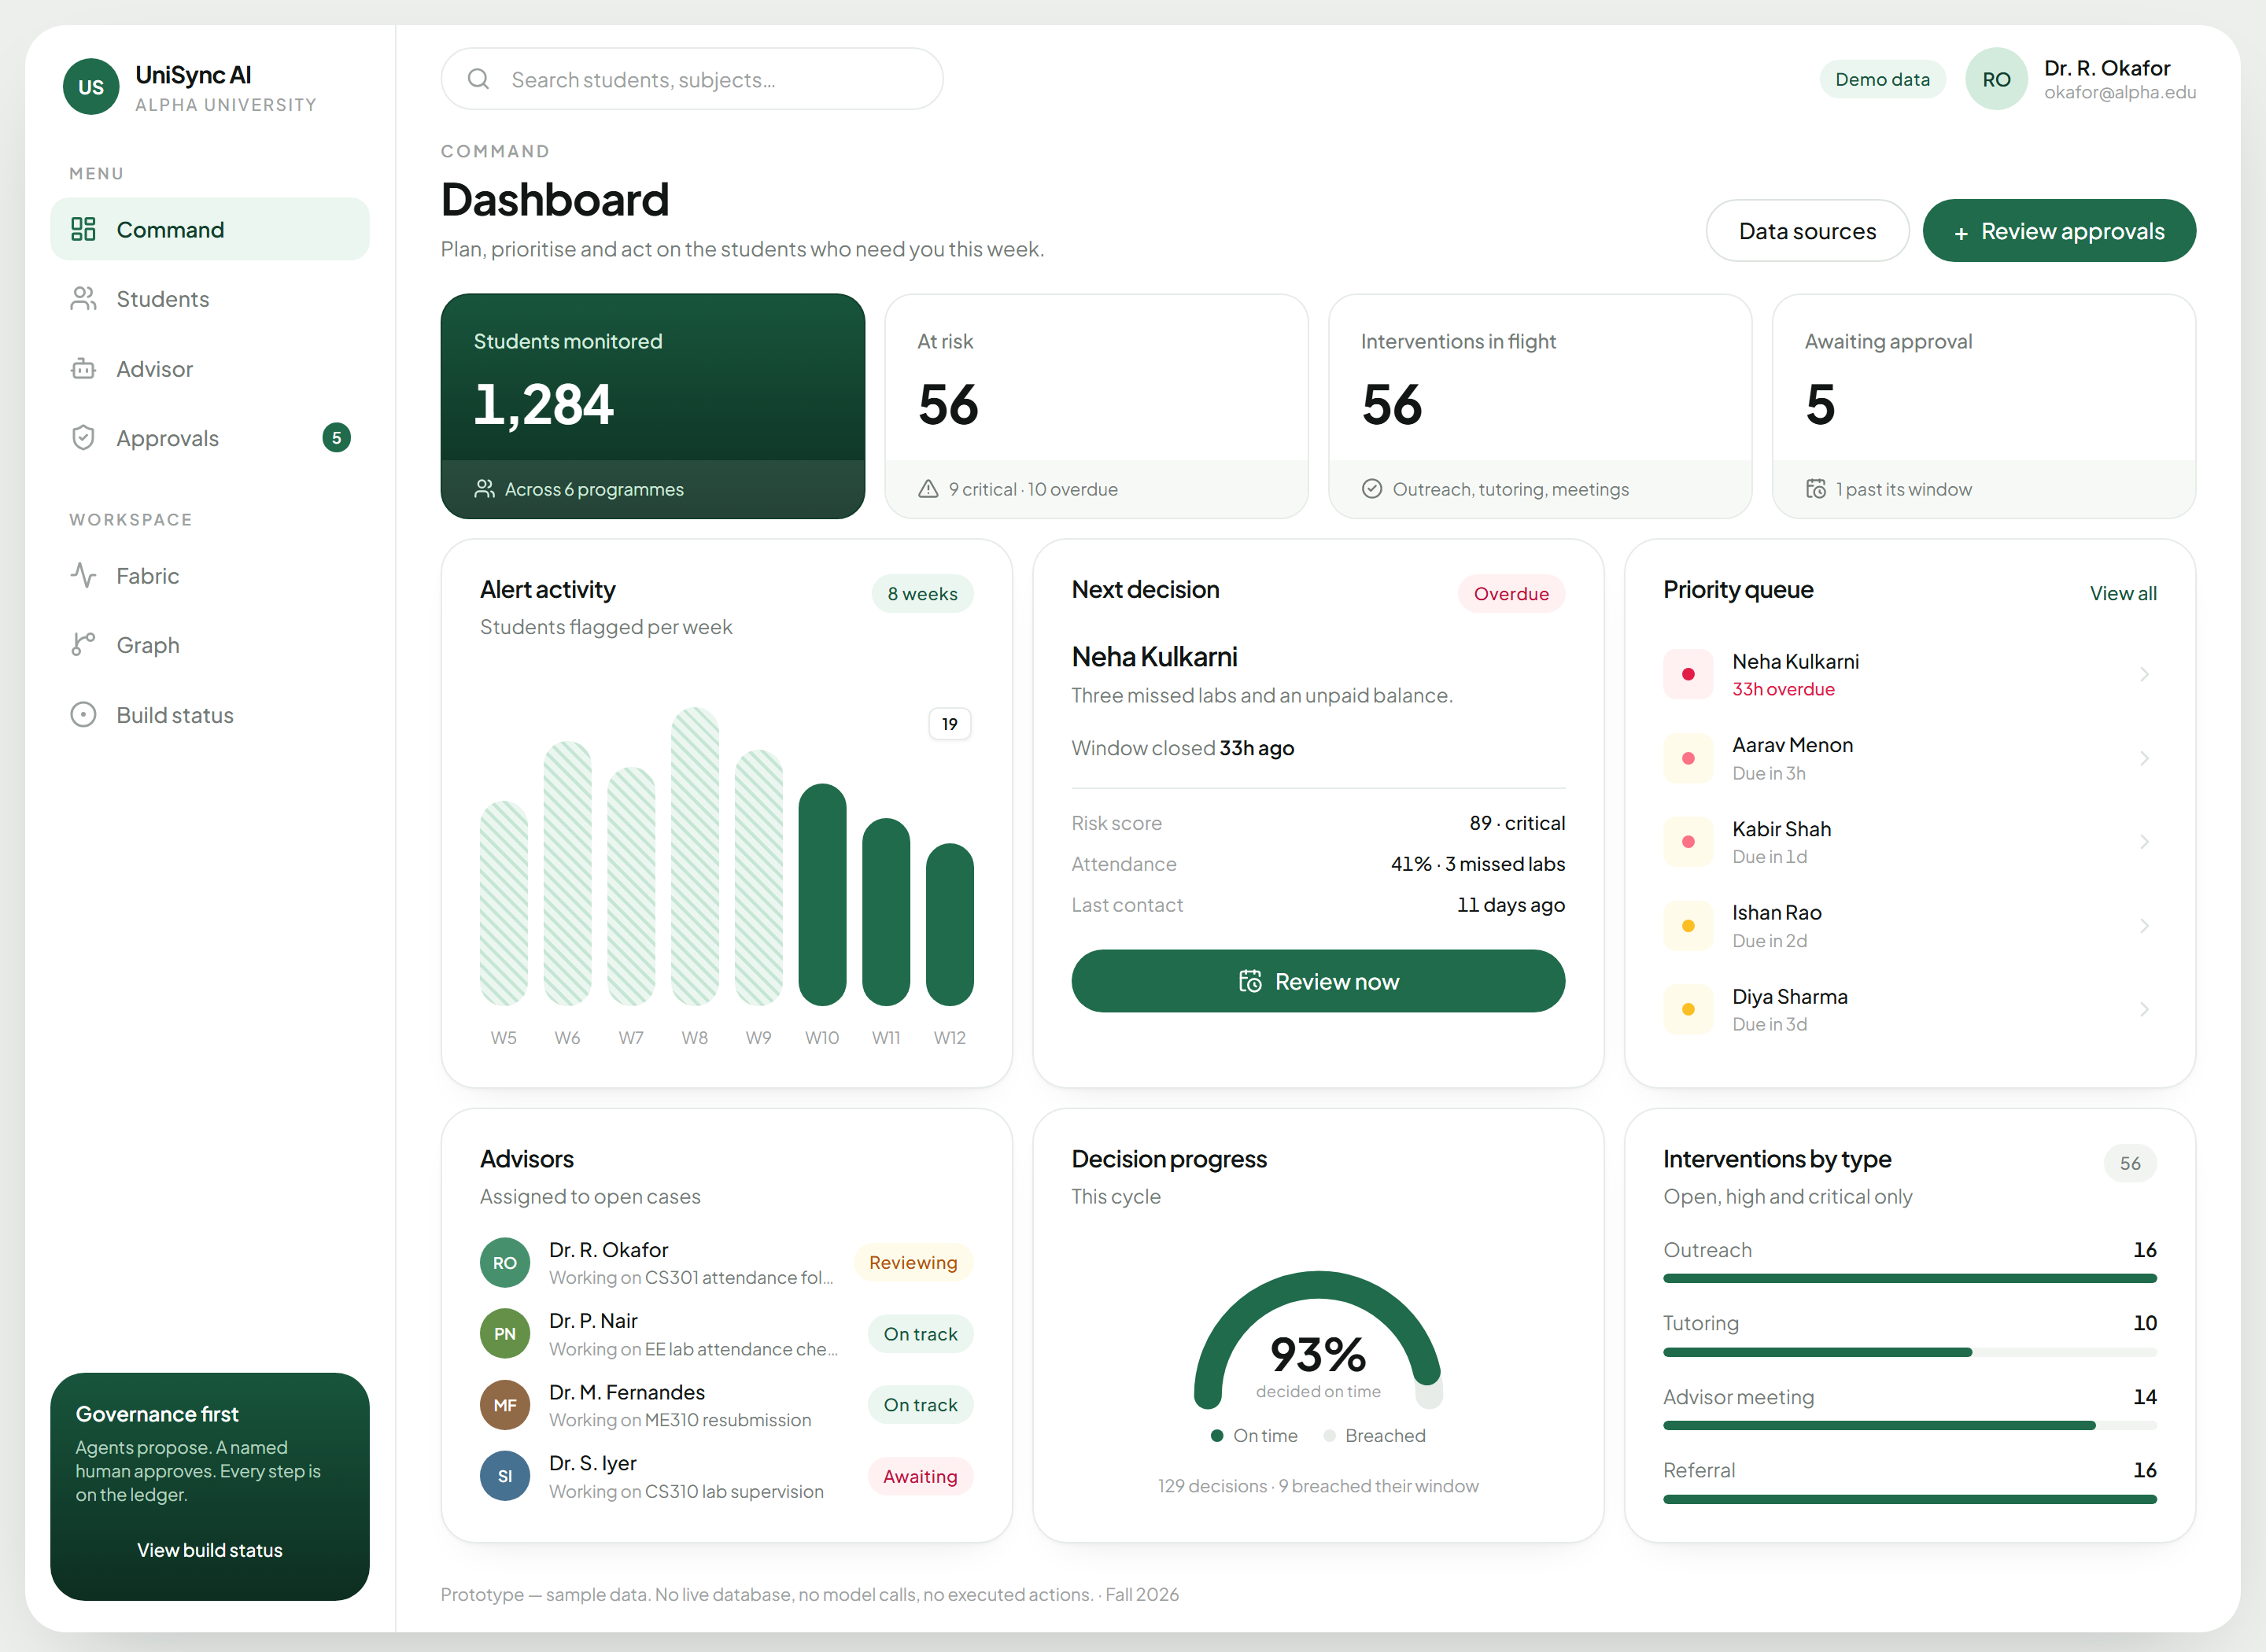 US
UniSync AI
ALPHA UNIVERSITY
MENU
Command
Students
Advisor
Approvals
5
WORKSPACE
Fabric
Graph
Build status
Governance first
Agents propose. A named
human approves. Every step is
on the ledger.
View build status
Search students, subjects...
Demo data
RO
Dr. R. Okafor
okafor@alpha.edu
COMMAND
Dashboard
Plan, prioritise and act on the students who need you this week.
Data sources
+ Review approvals
Students monitored
1,284
Across 6 programmes
At risk
56
9 critical · 10 overdue
Interventions in flight
56
Outreach, tutoring, meetings
Awaiting approval
5
1 past its window
Alert activity
8 weeks
Students flagged per week
19
W5 W6 W7 W8 W9 W10 W11 W12
Next decision
Overdue
Neha Kulkarni
Three missed labs and an unpaid balance.
Window closed 33h ago
Risk score 89 · critical
Attendance 41% · 3 missed labs
Last contact 11 days ago
Review now
Priority queue
View all
Neha Kulkarni
33h overdue
Aarav Menon
Due in 3h
Kabir Shah
Due in 1d
Ishan Rao
Due in 2d
Diya Sharma
Due in 3d
Advisors
Assigned to open cases
RO
Dr. R. Okafor
Working on CS301 attendance fol...
Reviewing
PN
Dr. P. Nair
Working on EE lab attendance che...
On track
MF
Dr. M. Fernandes
Working on ME310 resubmission
On track
SI
Dr. S. Iyer
Working on CS310 lab supervision
Awaiting
Decision progress
This cycle
93%
decided on time
On time Breached
129 decisions · 9 breached their window
Interventions by type
56
Open, high and critical only
Outreach 16
Tutoring 10
Advisor meeting 14
Referral 16
Prototype — sample data. No live database, no model calls, no executed actions. · Fall 2026